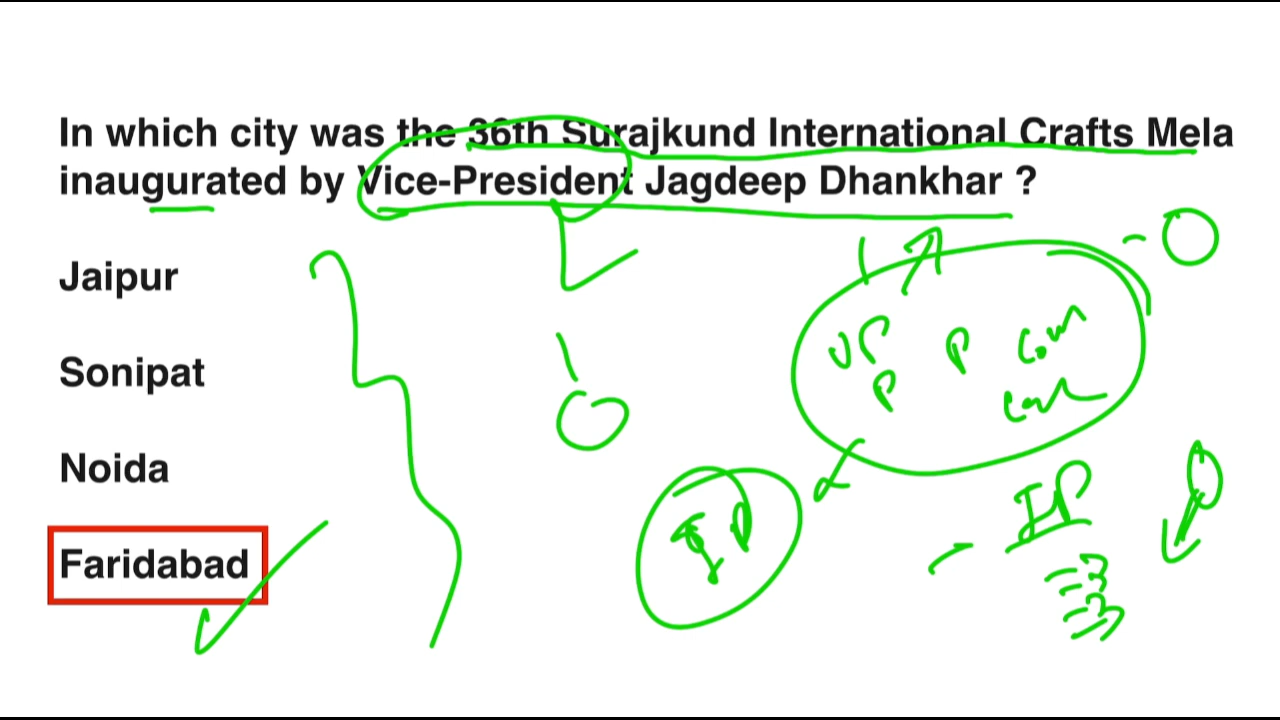 In which city was the 36th Surajkund International Crafts Mela
inaugurated by Vice-President Jagdeep Dhankhar ?
Jaipur
Sonipat
Noida
Faridabad